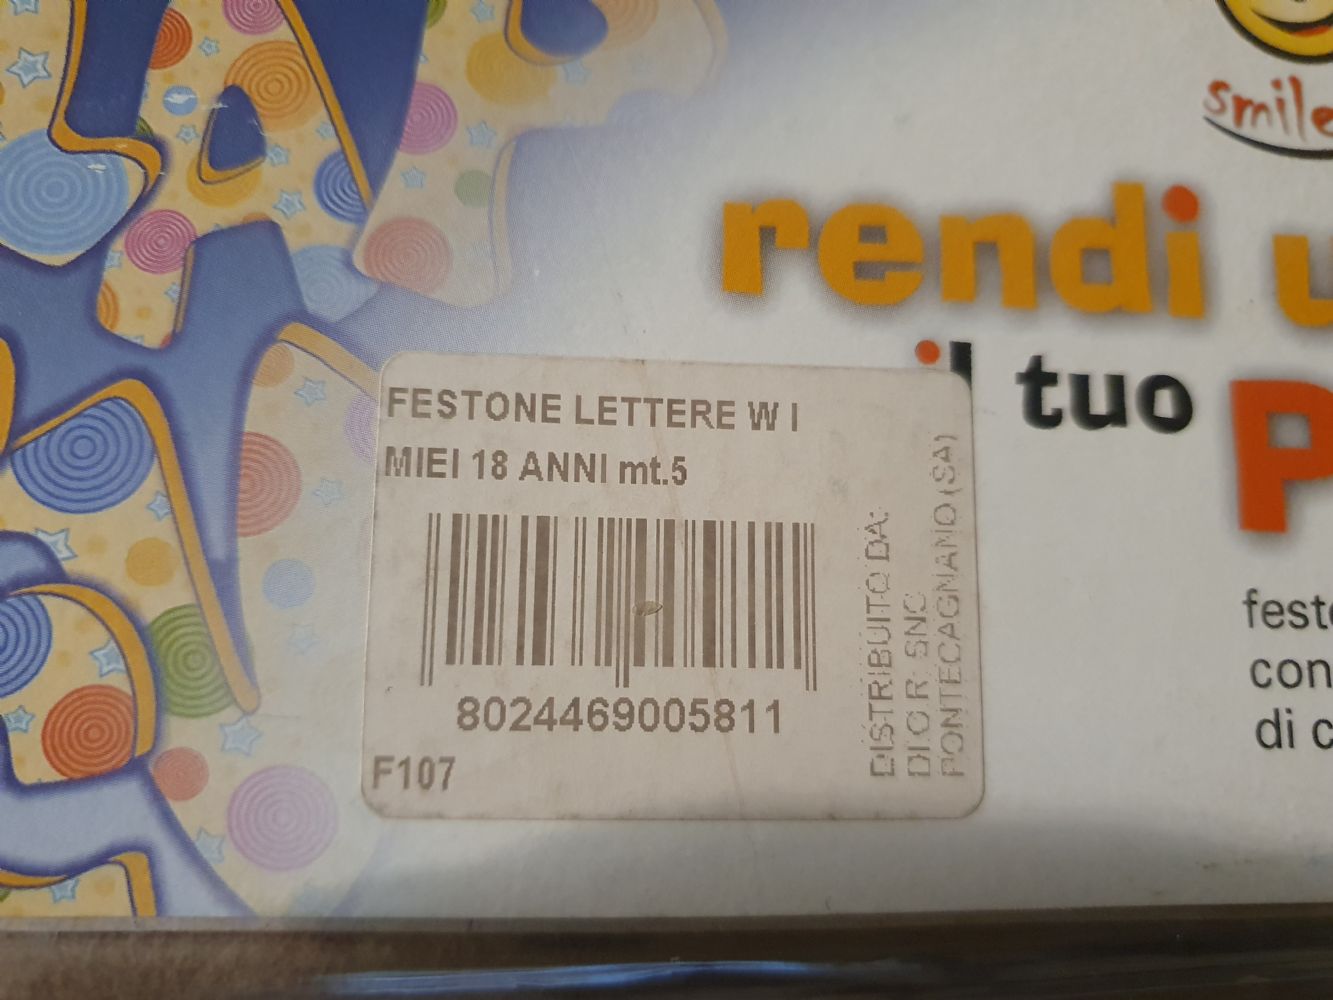 smile
rendi u
il tuo P
FESTONE LETTERE W I
MIEI 18 ANNI mt.5
8024469005811
F107
DISTRIBUITO DA:
DI.O.R. SNC
PONTECAGNANO (SA)
feste
con
di c